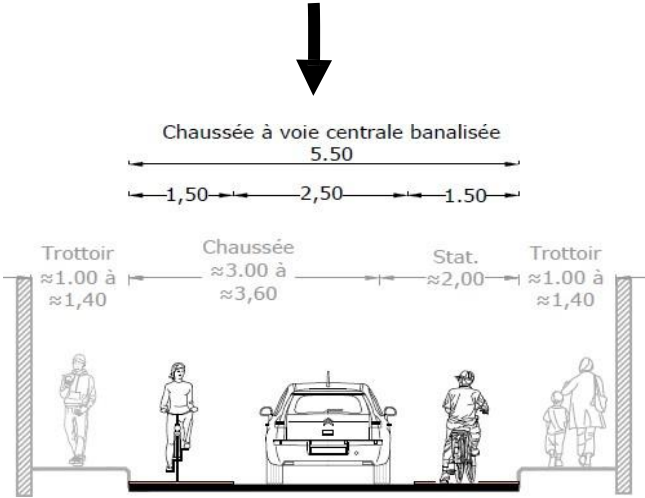 Chaussée à voie centrale banalisée
5.50
1,50 2,50 1.50
Trottoir
≈1.00 à
≈1,40
Chaussée
≈3.00 à
≈3,60
Stat.
≈2,00
Trottoir
≈1.00 à
≈1,40